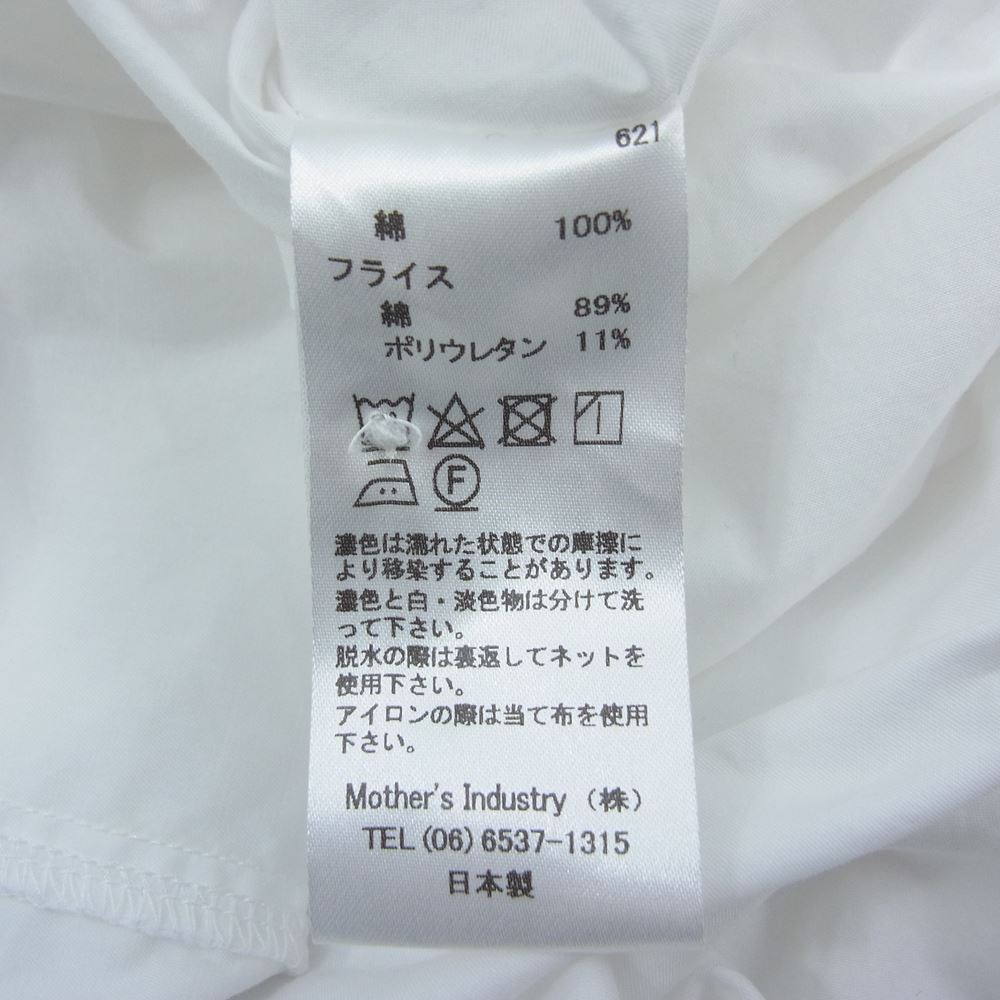 621
綿 100%
フライス
綿 89%
ポリウレタン 11%
F
濃色は濡れた状態での摩擦に
より移染することがあります。
濃色と白・淡色物は分けて洗
って下さい。
脱水の際は裏返してネットを
使用下さい。
アイロンの際は当て布を使用
下さい。
Mother's Industry (株)
TEL(06)6537-1315
日本製